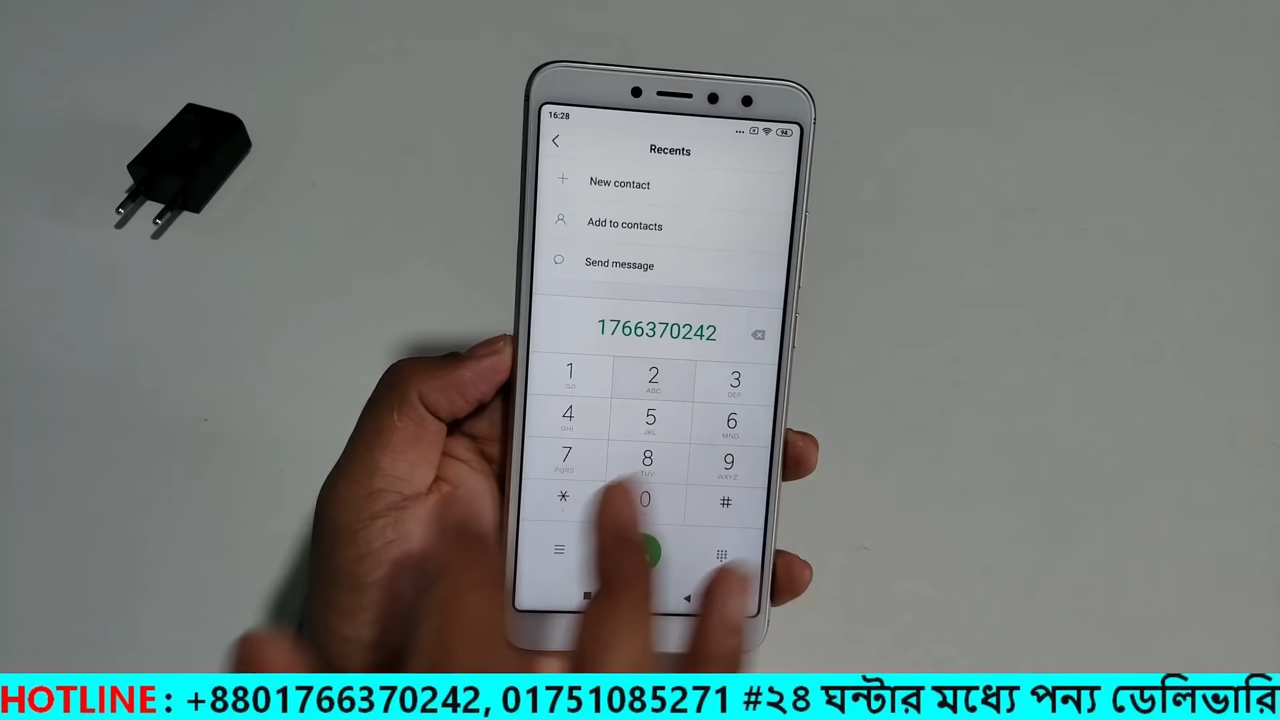 16:28
94
Recents
New contact
Add to contacts
Send message
1766370242
1 2 ABC 3 DEF
4 GHI 5 JKL 6 MNO
7 PQRS 8 TUV 9 WXYZ
* 0 #
HOTLINE : +8801766370242, 01751085271 #২৪ ঘন্টার মধ্যে পন্য ডেলিভারি